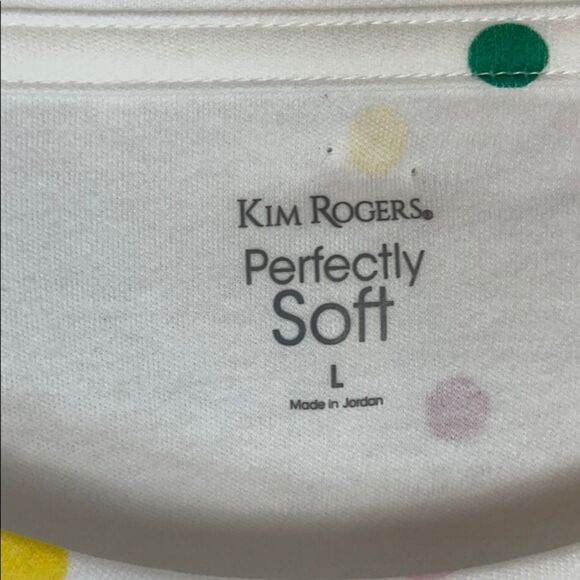 KIM ROGERS®
Perfectly
Soft
L
Made in Jordan